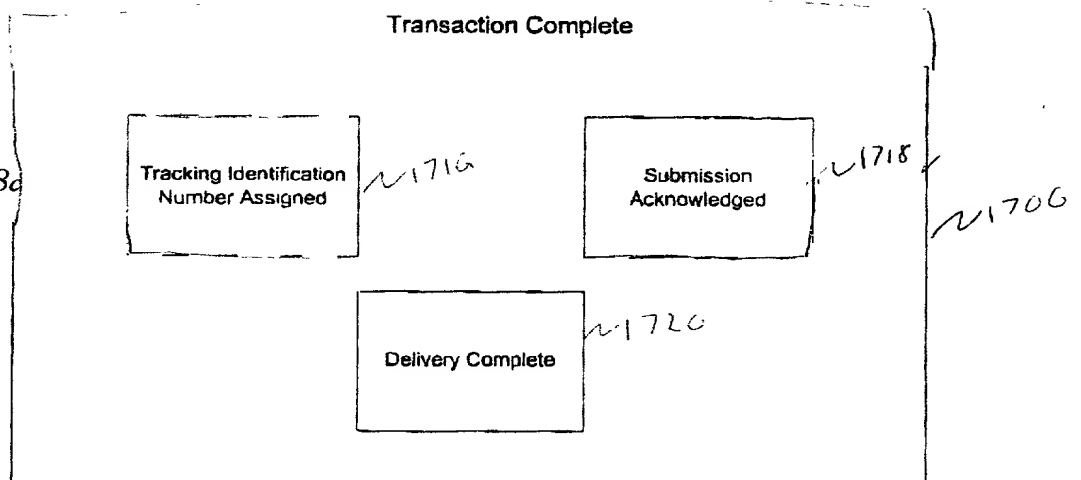 Transaction Complete
Tracking Identification
Number Assigned
1716
Submission
Acknowledged
1718
1706
Delivery Complete
1720